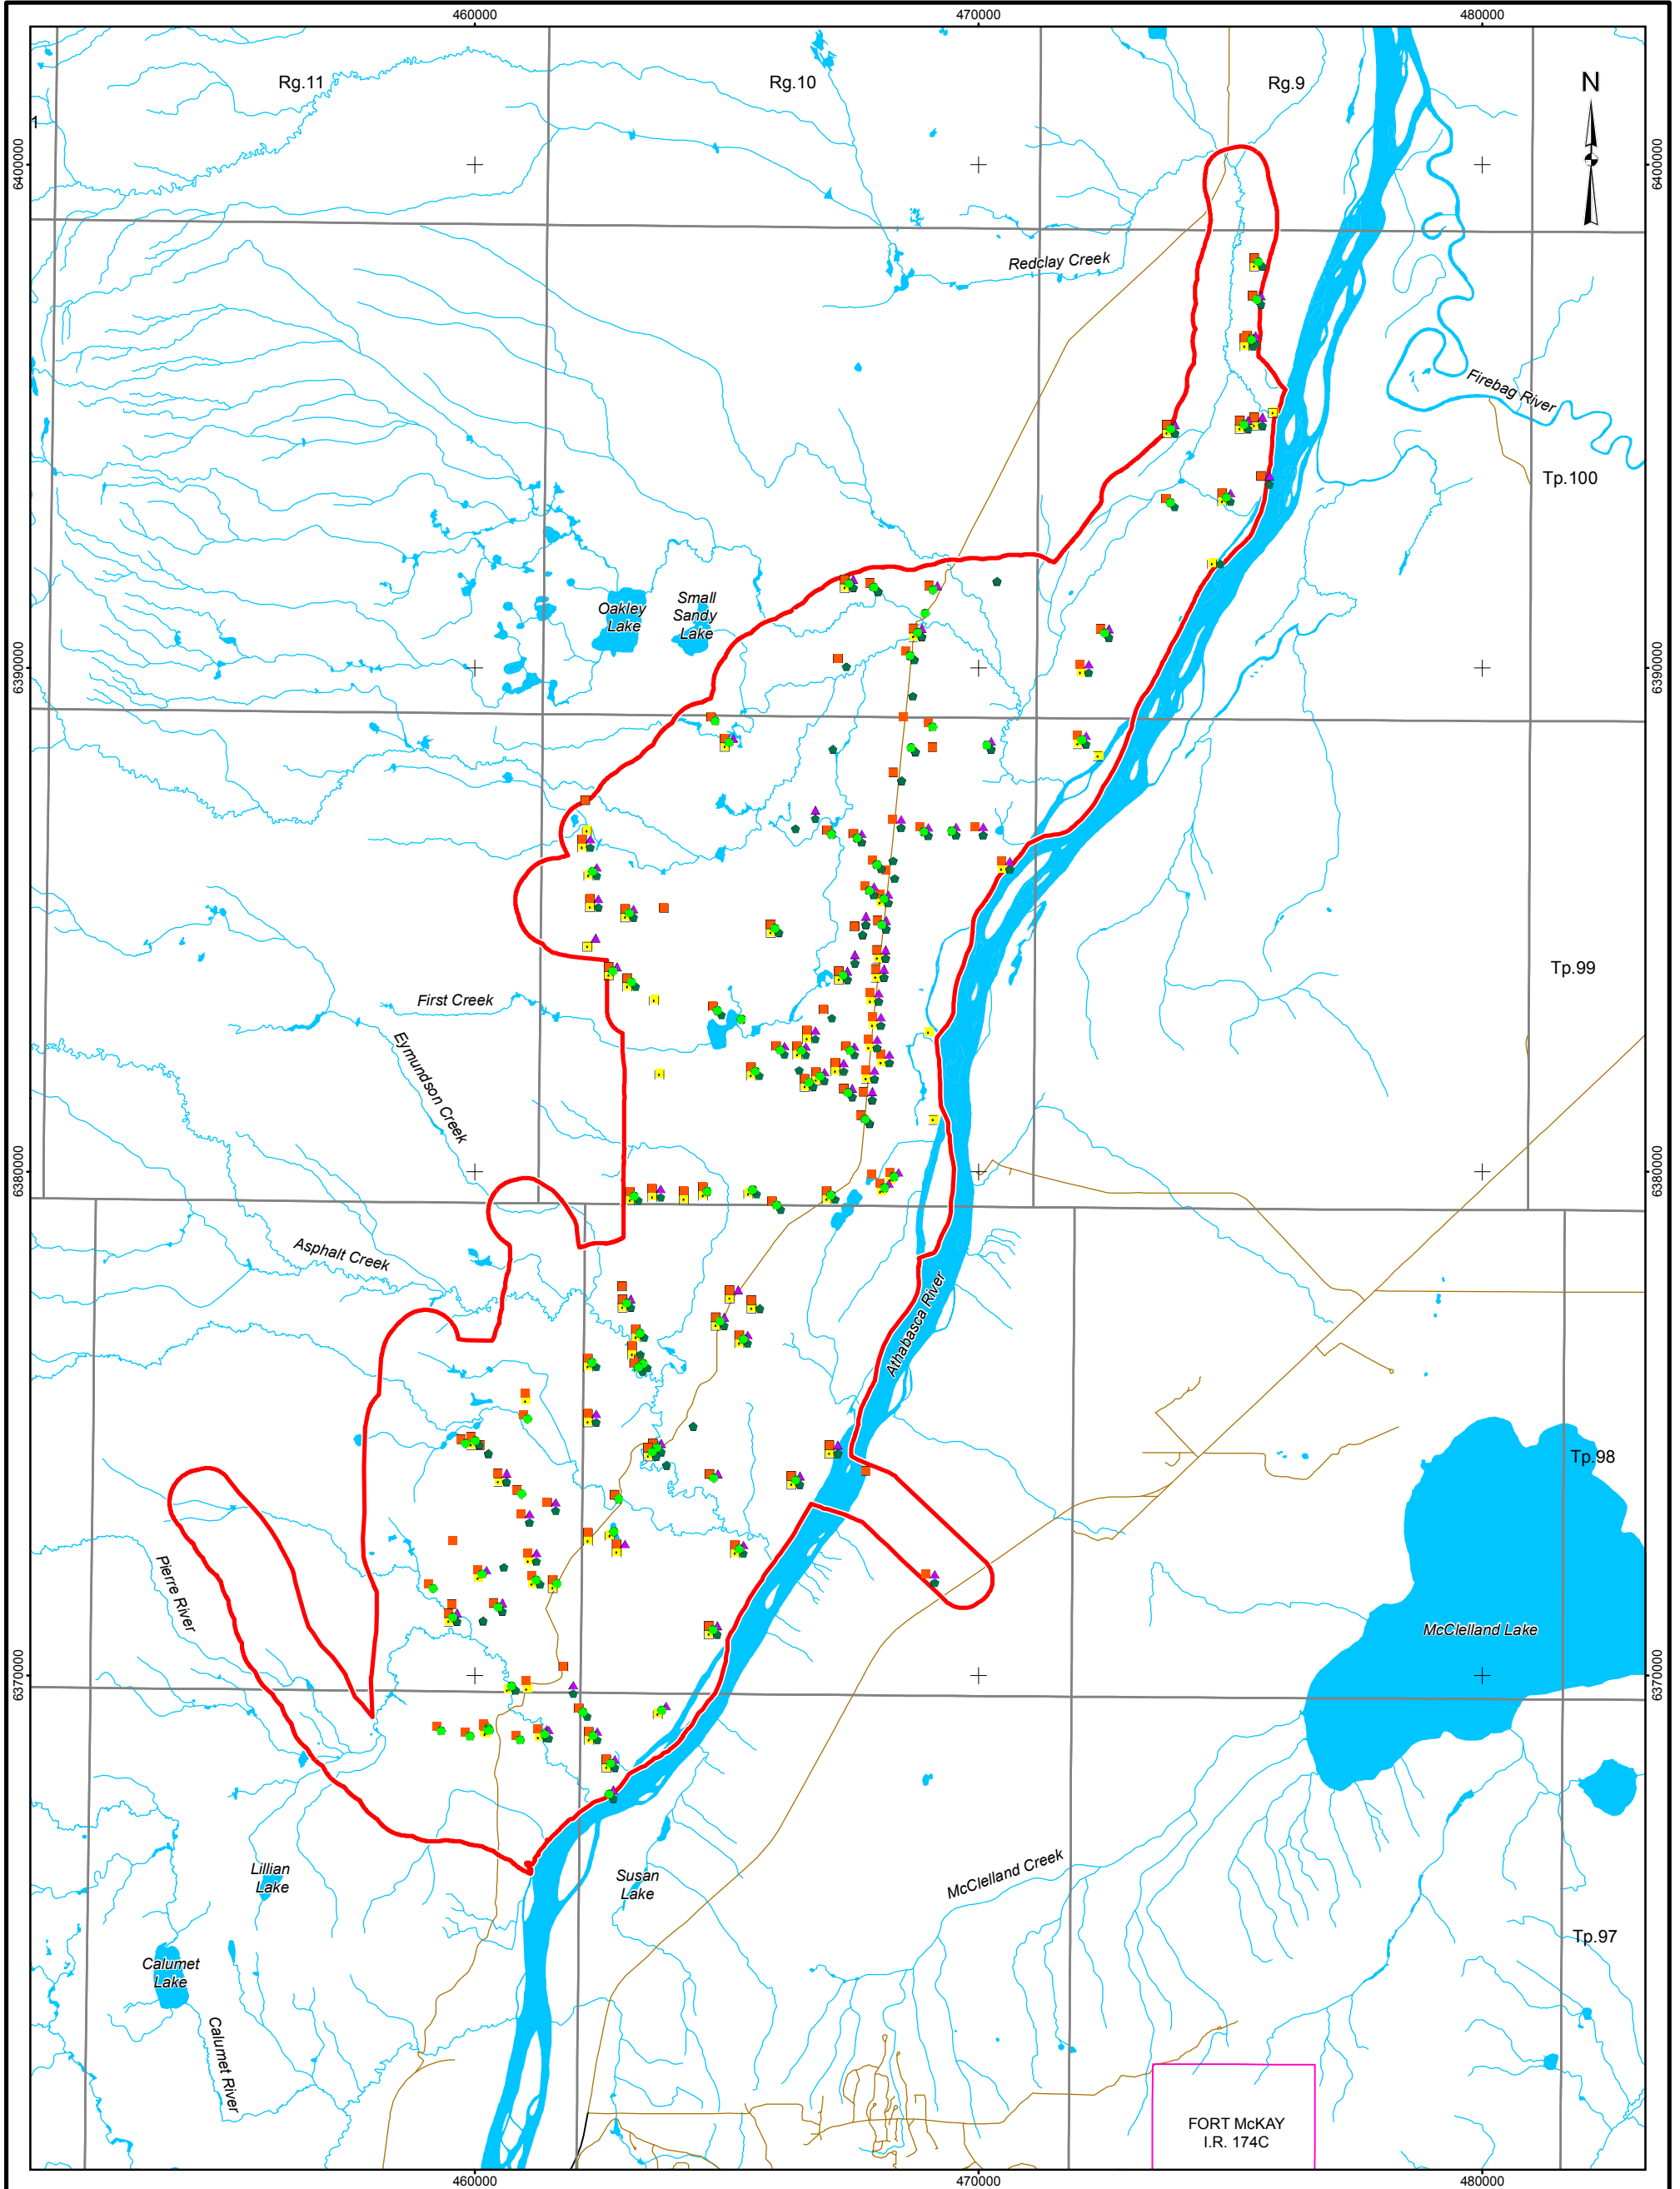 460000
470000
480000
Rg.11
Rg.10
Rg.9
N
1
6400000
6400000
Redclay Creek
Firebag River
Tp.100
Oakley
Lake
Small
Sandy
Lake
6390000
6390000
Tp.99
First Creek
Eymundson Creek
6380000
6380000
Asphalt Creek
Athabasca River
Tp.98
Pierre River
McClelland Lake
6370000
6370000
Lillian
Lake
Susan
Lake
McClelland Creek
Tp.97
Calumet
Lake
Calumet River
FORT McKAY
I.R. 174C
460000
470000
480000